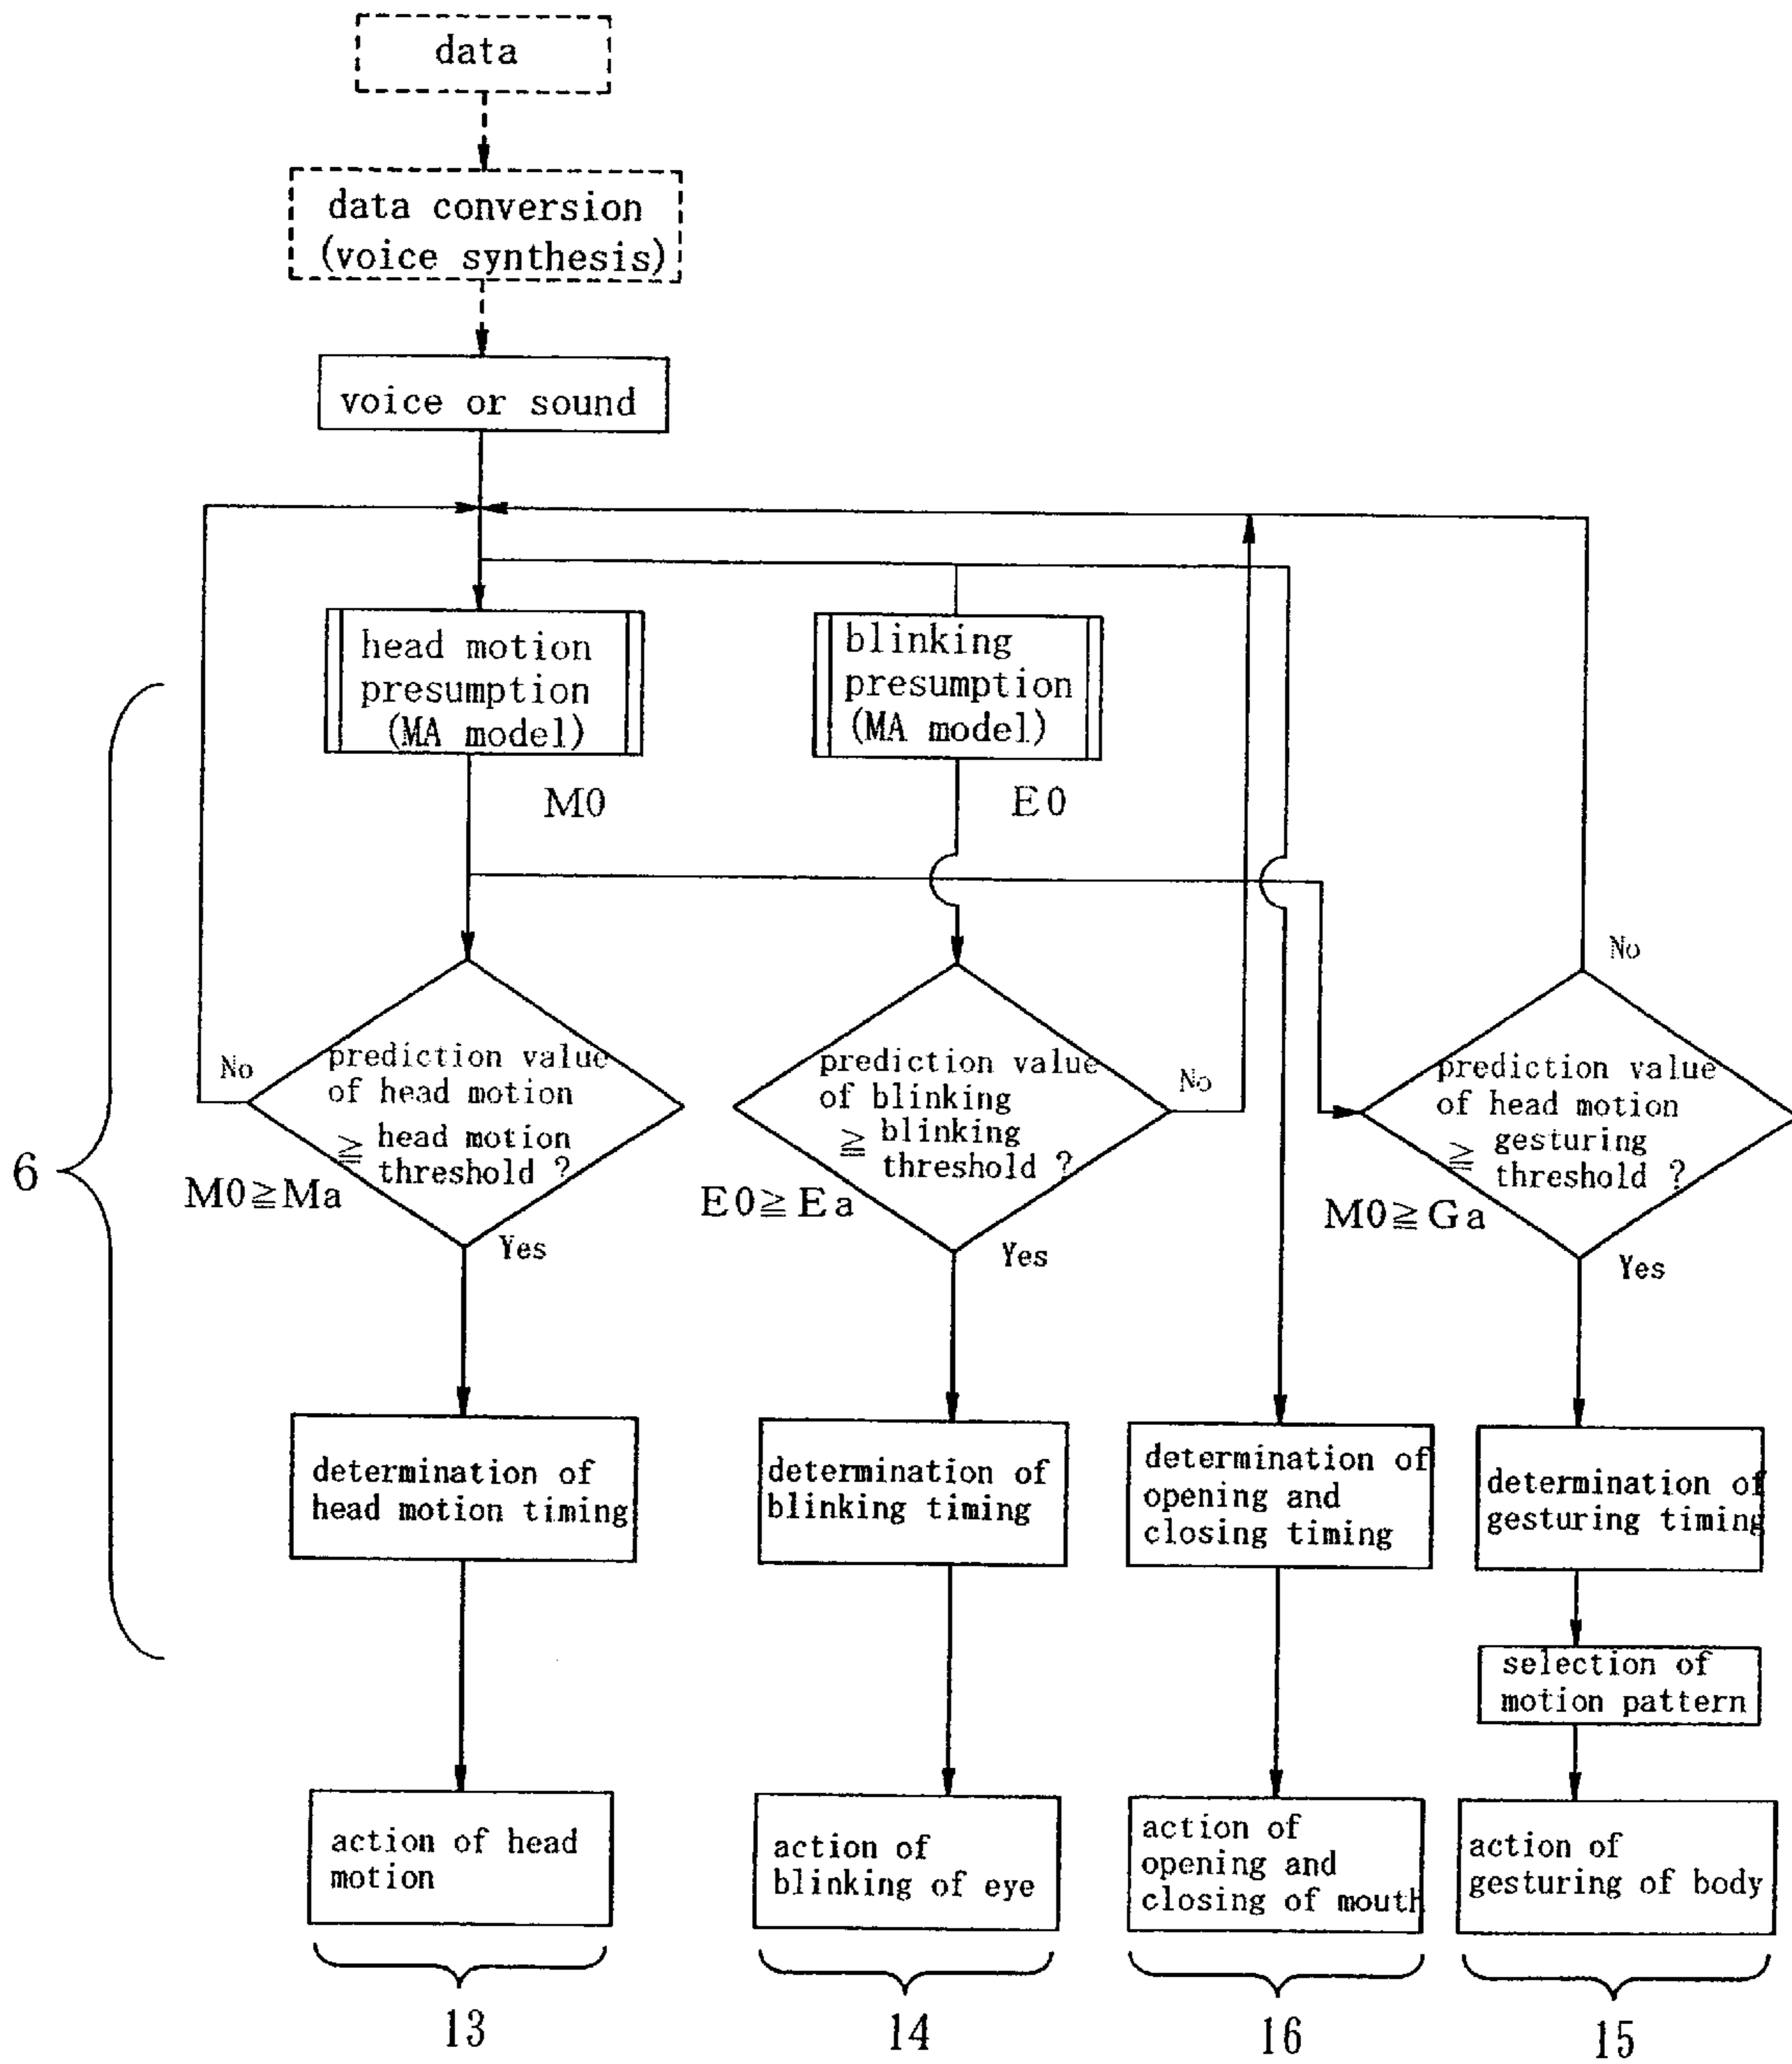 data
data conversion
(voice synthesis)
voice or sound
head motion
presumption
(MA model)
blinking
presumption
(MA model)
M0
E0
No
prediction value
of head motion
≧ head motion
threshold ?
M0≧Ma
Yes
prediction value
of blinking
≧ blinking
threshold ?
No
E0≧Ea
Yes
No
prediction value
of head motion
≧ gesturing
threshold ?
M0≧Ga
Yes
6
determination of
head motion timing
determination of
blinking timing
determination of
opening and
closing timing
determination of
gesturing timing
selection of
motion pattern
action of head
motion
action of
blinking of eye
action of
opening and
closing of mouth
action of
gesturing of body
13
14
16
15